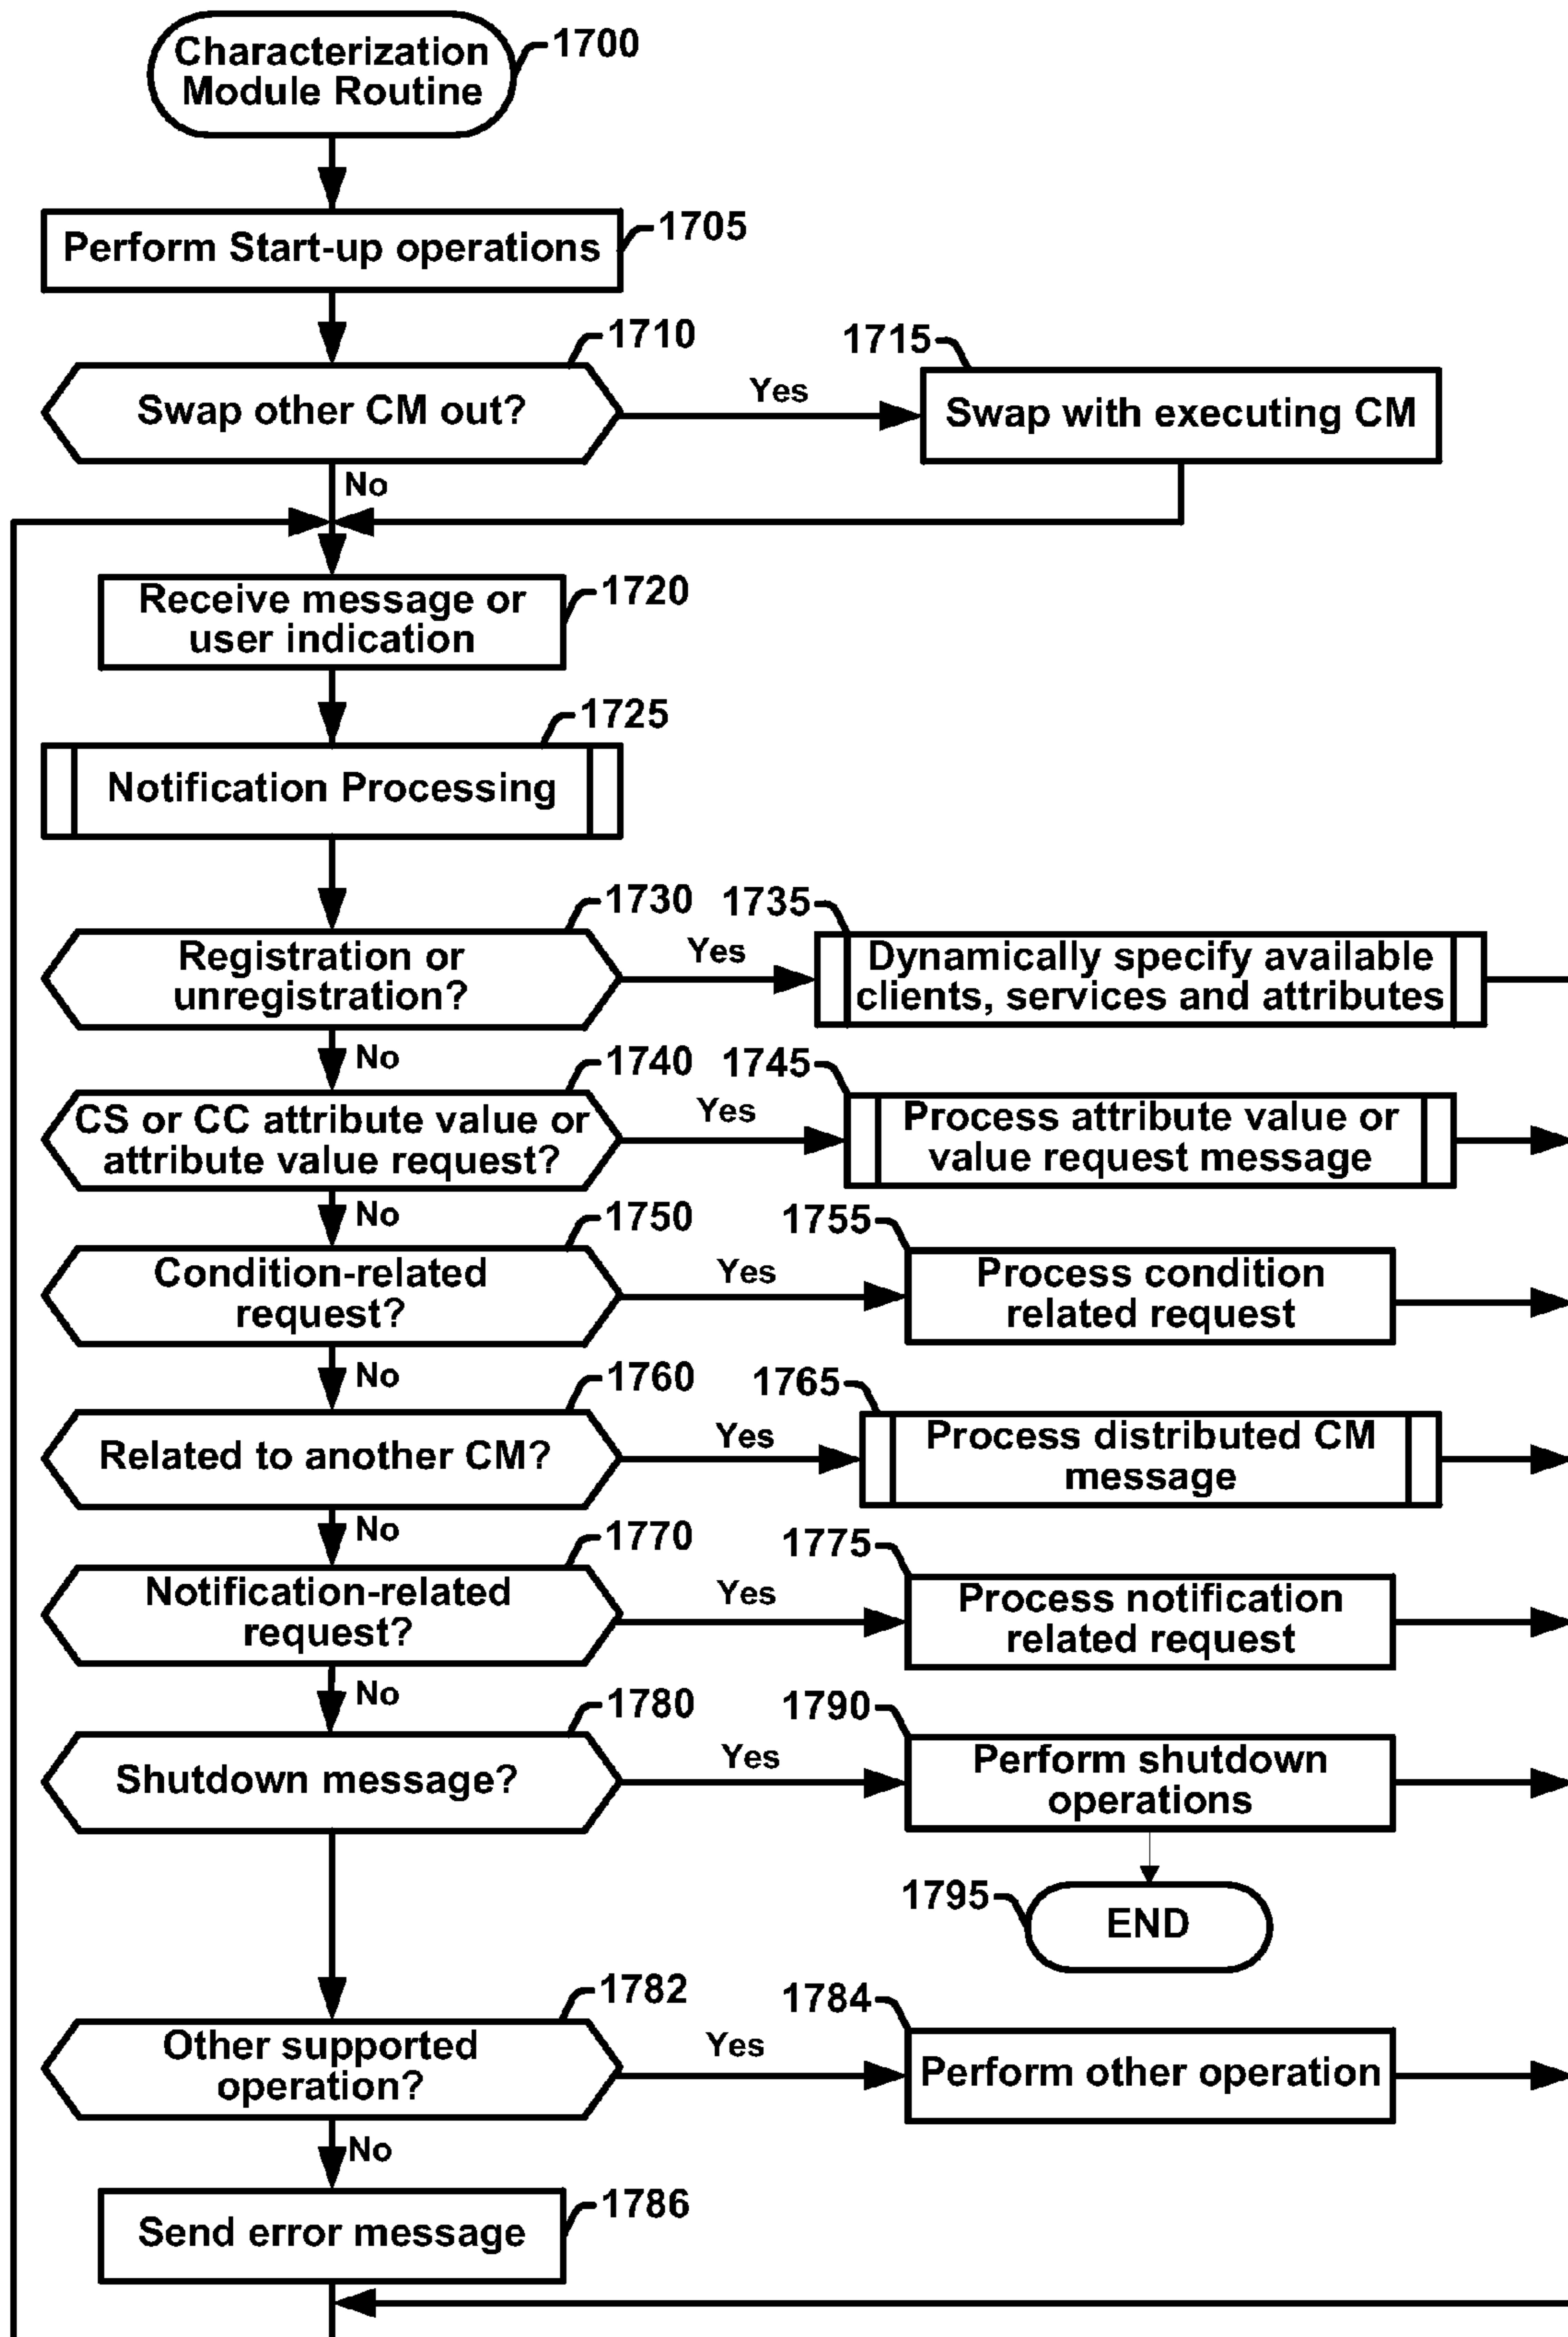 Characterization
Module Routine
1700
Perform Start-up operations
1705
Swap other CM out?
1710
Yes
1715
Swap with executing CM
No
Receive message or
user indication
1720
Notification Processing
1725
Registration or
unregistration?
1730
Yes
1735
Dynamically specify available
clients, services and attributes
No
CS or CC attribute value or
attribute value request?
1740
Yes
1745
Process attribute value or
value request message
No
Condition-related
request?
1750
Yes
1755
Process condition
related request
No
Related to another CM?
1760
Yes
1765
Process distributed CM
message
No
Notification-related
request?
1770
Yes
1775
Process notification
related request
No
Shutdown message?
1780
Yes
1790
Perform shutdown
operations
1795
END
Other supported
operation?
1782
Yes
1784
Perform other operation
No
Send error message
1786